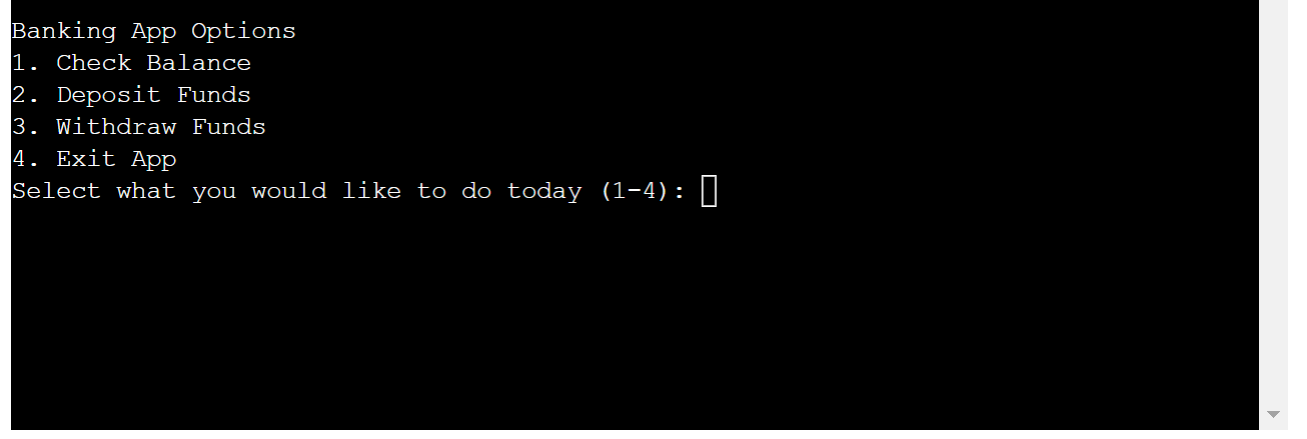 Banking App Options
1. Check Balance
2. Deposit Funds
3. Withdraw Funds
4. Exit App
Select what you would like to do today (1-4):